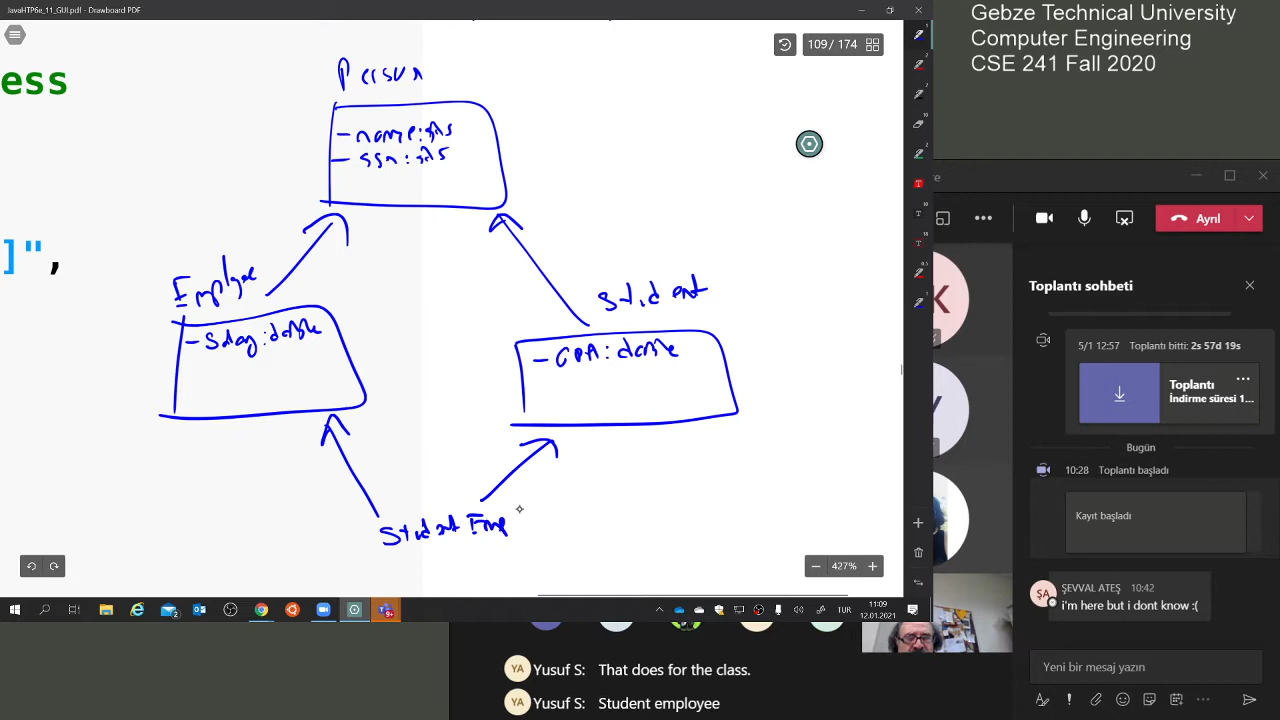 JavaHTP6e_11_GUI.pdf - Drawboard PDF
Gebze Technical University
Computer Engineering
CSE 241 Fall 2020
109 / 174
ess
]",
Person
- name:
- ssn:
Employee
- Salary: double
Student
- GPA: double
Student Emp
427%
TUR
11:09
12.01.2021
Ayrıl
Toplantı sohbeti
5/1 12:57 Toplantı bitti: 2s 57d 19s
Toplantı
İndirme süresi 1...
Bugün
10:28 Toplantı başladı
Kayıt başladı
ŞA
ŞEVVAL ATEŞ 10:42
i'm here but i dont know :(
Yeni bir mesaj yazın
YA Yusuf S: That does for the class.
YA Yusuf S: Student employee